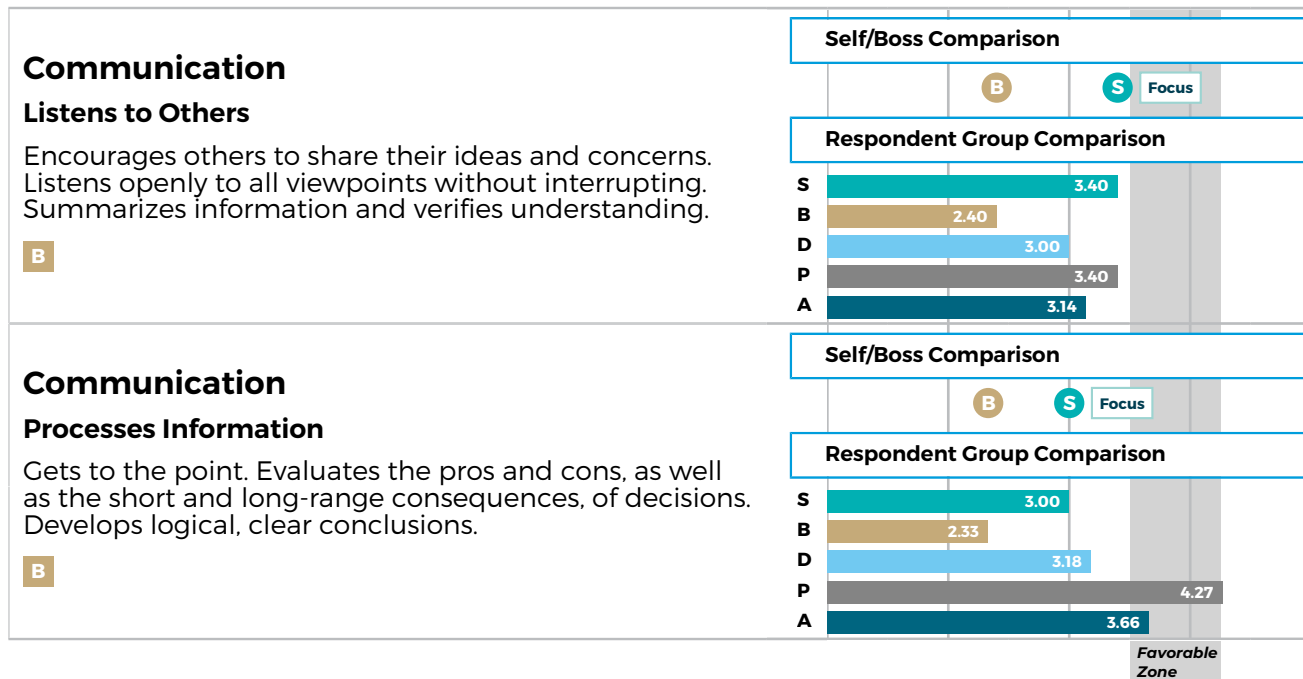 Communication
Listens to Others
Encourages others to share their ideas and concerns.
Listens openly to all viewpoints without interrupting.
Summarizes information and verifies understanding.
B
Self/Boss Comparison
B S Focus
Respondent Group Comparison
S 3.40
B 2.40
D 3.00
P 3.40
A 3.14
Communication
Processes Information
Gets to the point. Evaluates the pros and cons, as well
as the short and long-range consequences, of decisions.
Develops logical, clear conclusions.
B
Self/Boss Comparison
B S Focus
Respondent Group Comparison
S 3.00
B 2.33
D 3.18
P 4.27
A 3.66
Favorable
Zone